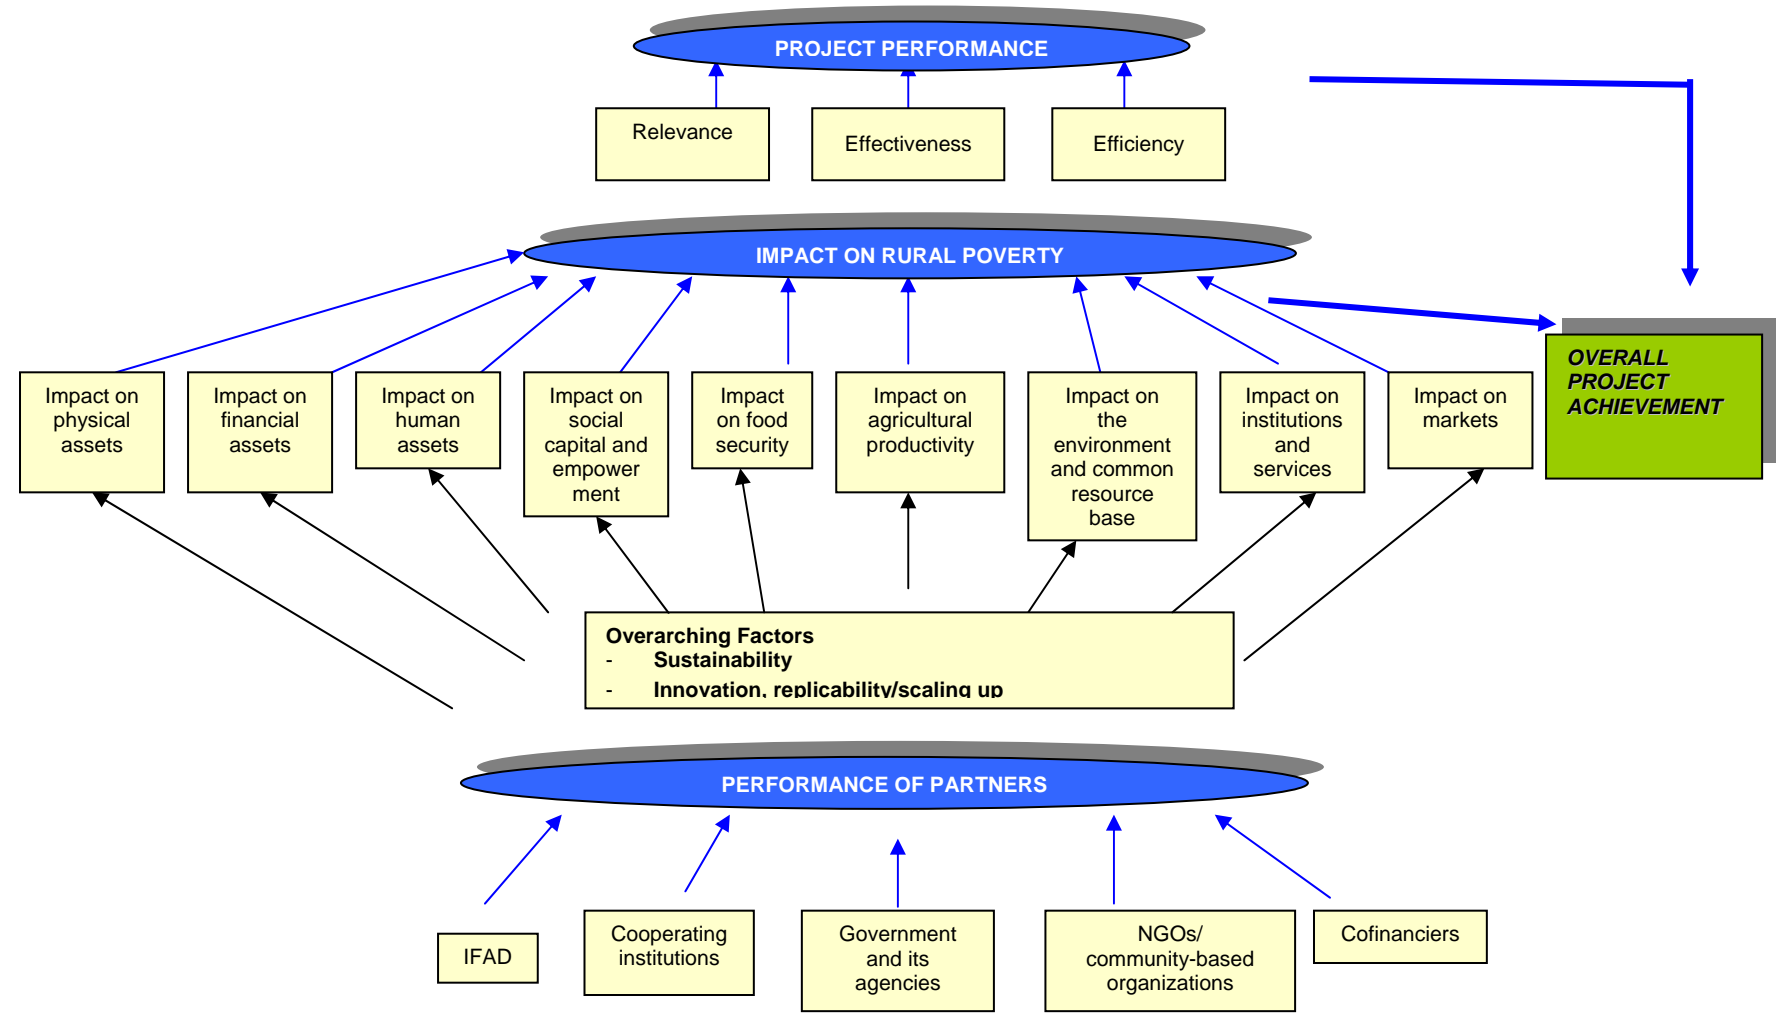 PROJECT PERFORMANCE
Relevance
Effectiveness
Efficiency
IMPACT ON RURAL POVERTY
Impact on
physical
assets
Impact on
financial
assets
Impact on
human
assets
Impact on
social
capital and
empower
ment
Impact
on food
security
Impact on
agricultural
productivity
Impact on
the
environment
and common
resource
base
Impact on
institutions
and
services
Impact on
markets
OVERALL
PROJECT
ACHIEVEMENT
Overarching Factors
- Sustainability
- Innovation, replicability/scaling up
PERFORMANCE OF PARTNERS
IFAD
Cooperating
institutions
Government
and its
agencies
NGOs/
community-based
organizations
Cofinanciers